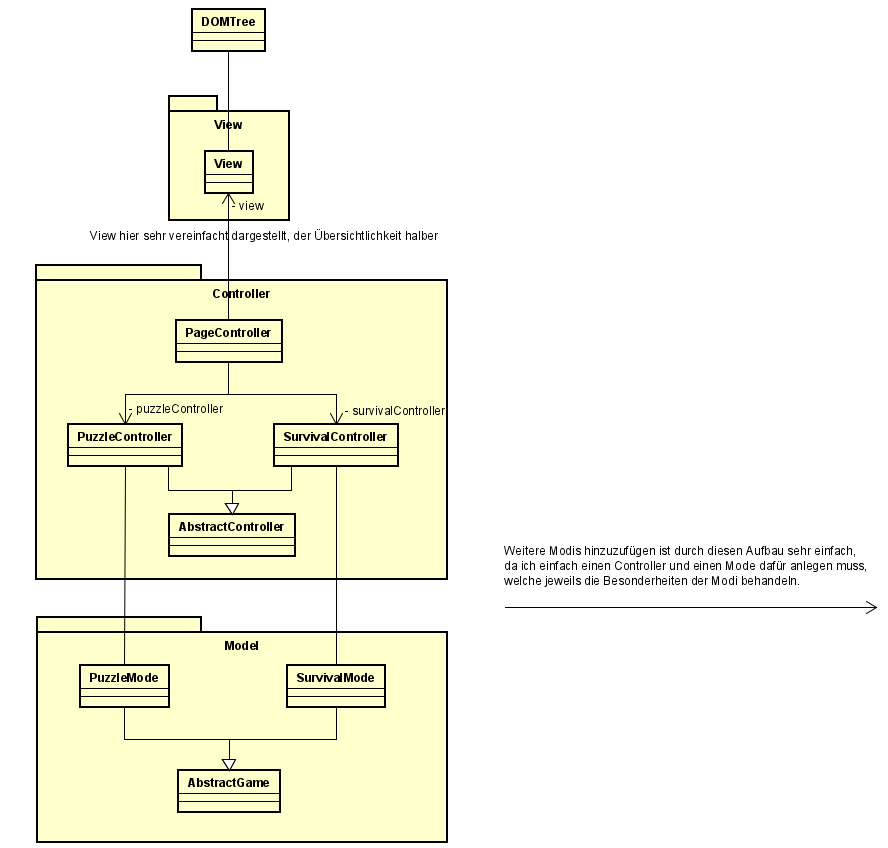 DOMTree
View
View
- view
View hier sehr vereinfacht dargestellt, der Übersichtlichkeit halber
Controller
PageController
- puzzleController
- survivalController
PuzzleController
SurvivalController
AbstractController
Weitere Modis hinzuzufügen ist durch diesen Aufbau sehr einfach,
da ich einfach einen Controller und einen Mode dafür anlegen muss,
welche jeweils die Besonderheiten der Modi behandeln.
Model
PuzzleMode
SurvivalMode
AbstractGame